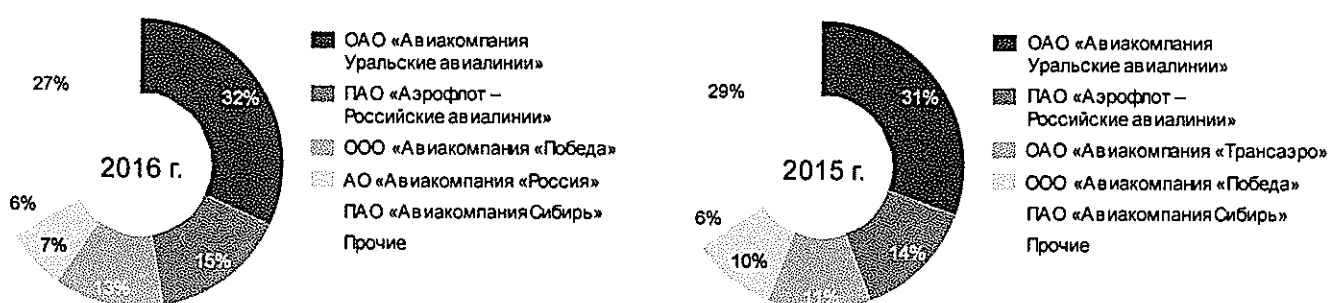 27%
32%
2016 г.
6%
7%
15%
13%
ОАО «Авиакомпания
Уральские авиалинии»
ПАО «Аэрофлот –
Российские авиалинии»
ООО «Авиакомпания «Победа»
АО «Авиакомпания «Россия»
ПАО «Авиакомпания Сибирь»
Прочие
29%
31%
2015 г.
6%
10%
14%
11%
ОАО «Авиакомпания
Уральские авиалинии»
ПАО «Аэрофлот –
Российские авиалинии»
ОАО «Авиакомпания «Трансаэро»
ООО «Авиакомпания «Победа»
ПАО «Авиакомпания Сибирь»
Прочие